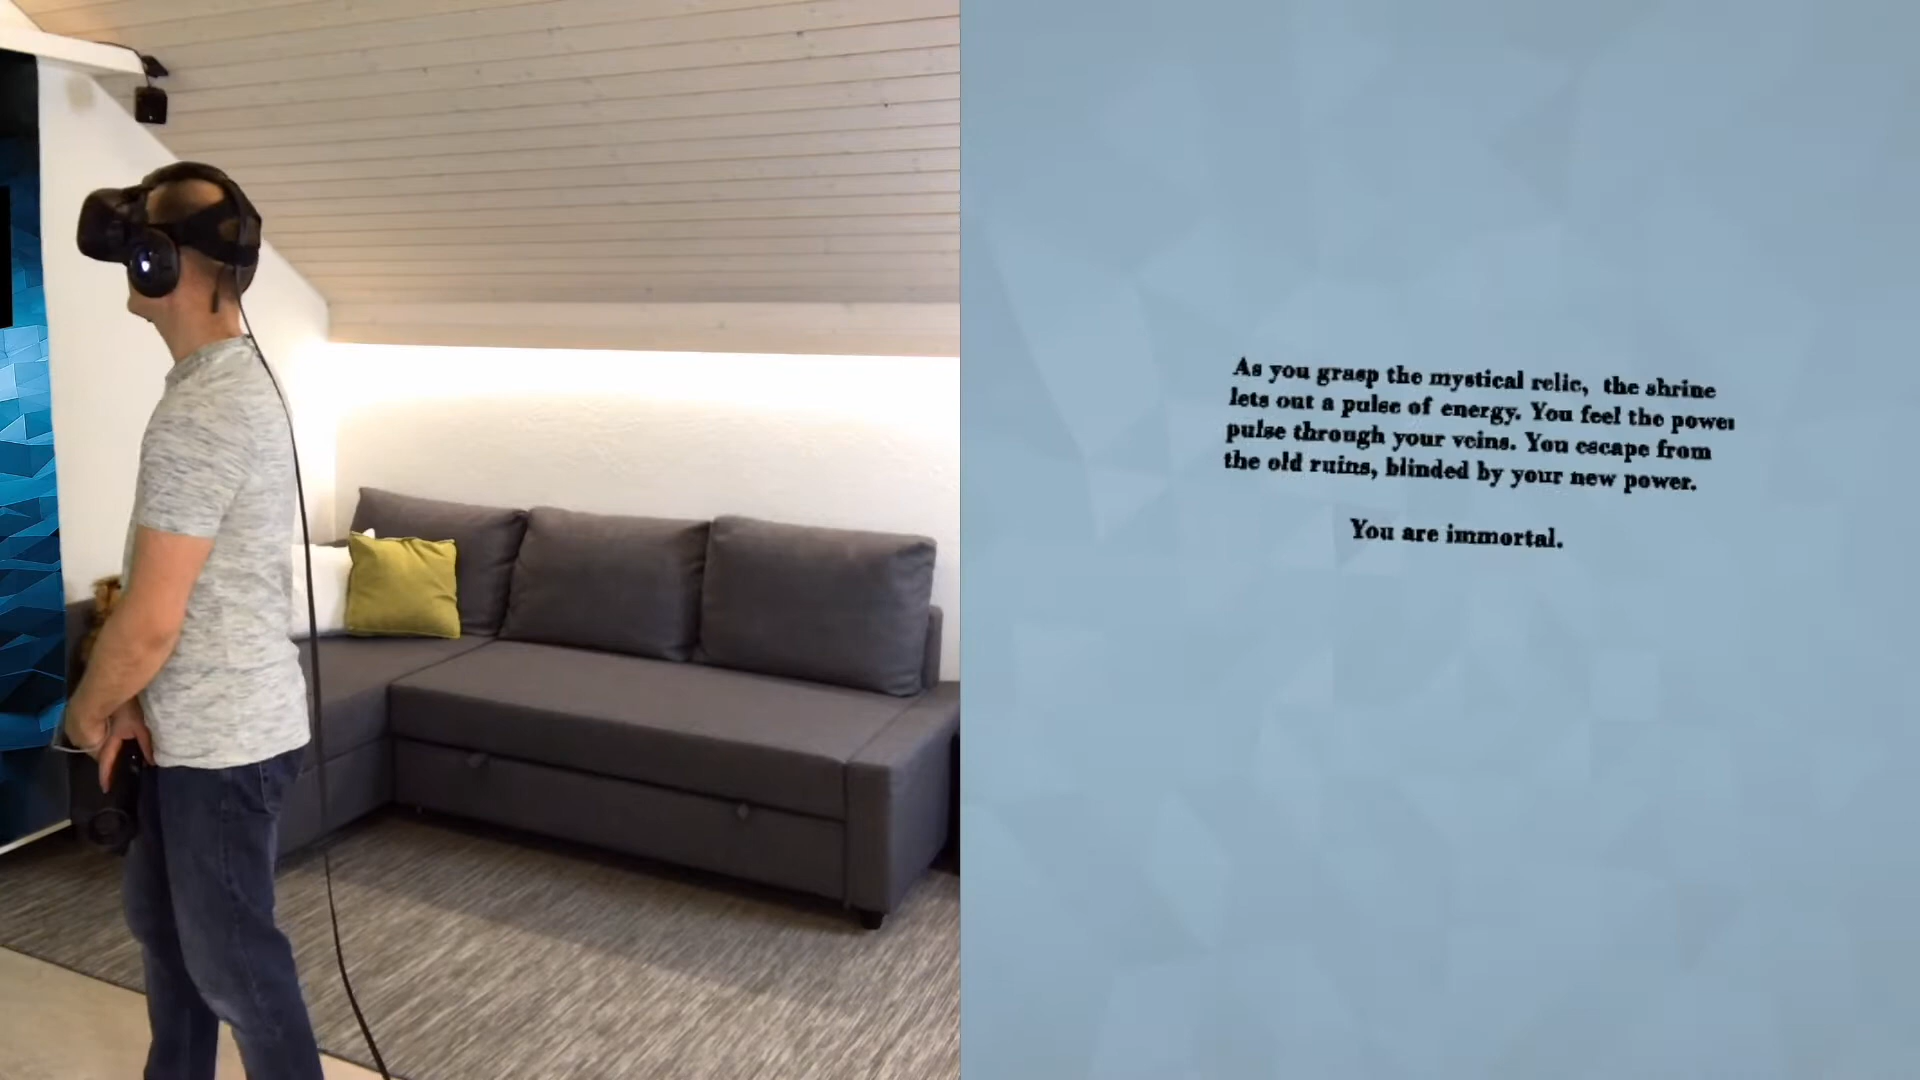 As you grasp the mystical relic, the shrine
lets out a pulse of energy. You feel the power
pulse through your veins. You escape from
the old ruins, blinded by your new power.
You are immortal.